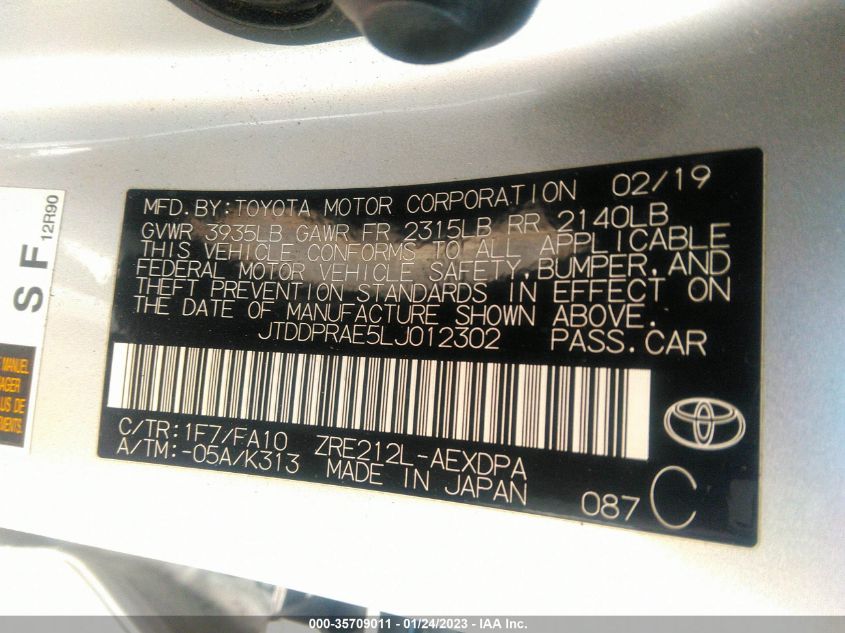 MFD.BY:TOYOTA MOTOR CORPORATION 02/19
GVWR 3935LB GAWR FR 2315LB RR 2140LB
THIS VEHICLE CONFORMS TO ALL APPLICABLE
FEDERAL MOTOR VEHICLE SAFETY,BUMPER,AND
THEFT PREVENTION STANDARDS IN EFFECT ON
THE DATE OF MANUFACTURE SHOWN ABOVE.
JTDDPRAE5LJ012302 PASS.CAR
C/TR:1F7/FA10 ZRE212L-AEXDPA
A/TM:-05A/K313 MADE IN JAPAN
087 C
S F
12R90
MANUEL
US DE
000-35709011 - 01/24/2023 - IAA Inc.